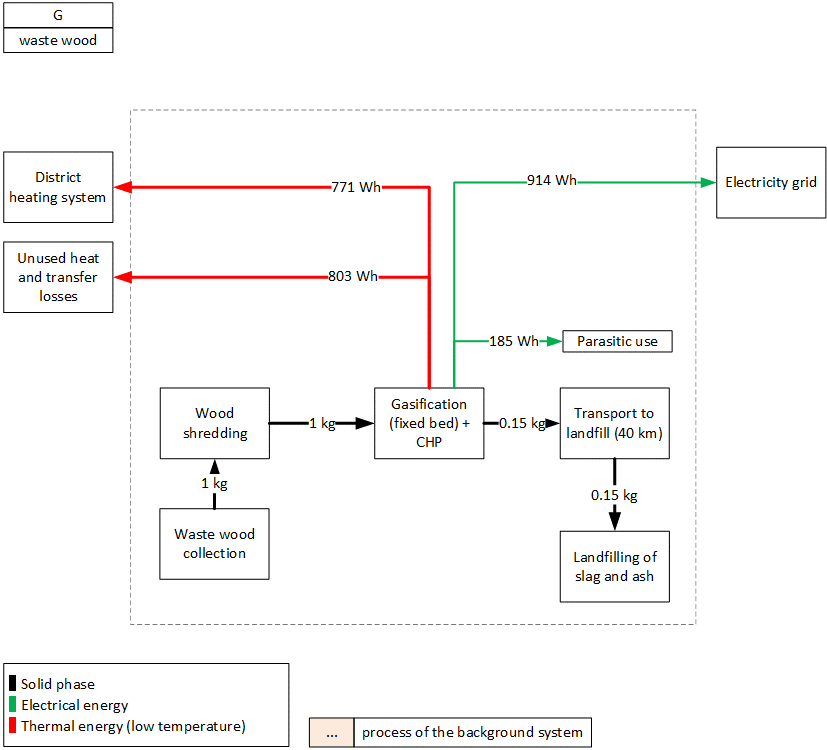 G
waste wood
District
heating system
771 Wh
914 Wh
Electricity grid
Unused heat
and transfer
losses
803 Wh
185 Wh
Parasitic use
Wood
shredding
1 kg
Gasification
(fixed bed) +
CHP
0.15 kg
Transport to
landfill (40 km)
1 kg
0.15 kg
Waste wood
collection
Landfilling of
slag and ash
Solid phase
Electrical energy
Thermal energy (low temperature)
...
process of the background system